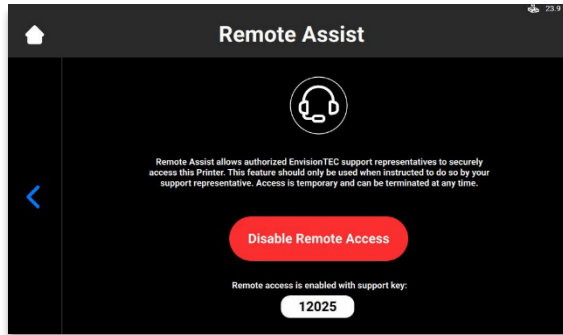 23.9
Remote Assist
Remote Assist allows authorized EnvisionTEC support representatives to securely
access this Printer. This feature should only be used when instructed to do so by your
support representative. Access is temporary and can be terminated at any time.
Disable Remote Access
Remote access is enabled with support key:
12025